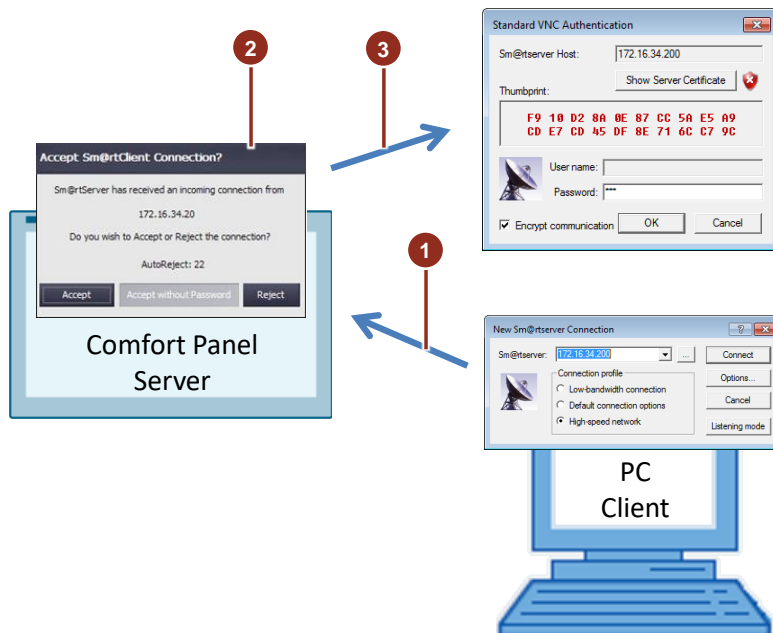 2
3
Standard VNC Authentication
Sm@rtserver Host: 172.16.34.200
Show Server Certificate
Thumbprint:
F9 10 D2 8A 0E 87 CC 5A E5 A9
CD E7 CD 45 DF 8E 71 6C C7 9C
User name:
Password: ***
Encrypt communication OK Cancel
Accept Sm@rtClient Connection?
Sm@rtServer has received an incoming connection from
172.16.34.20
Do you wish to Accept or Reject the connection?
AutoReject: 22
Accept Accept without Password Reject
Comfort Panel
Server
1
New Sm@rtserver Connection
Sm@rtserver: 172.16.34.200 ... Connect
Connection profile
Low-bandwidth connection
Default connection options
High-speed network
Options...
Cancel
Listening mode
PC
Client